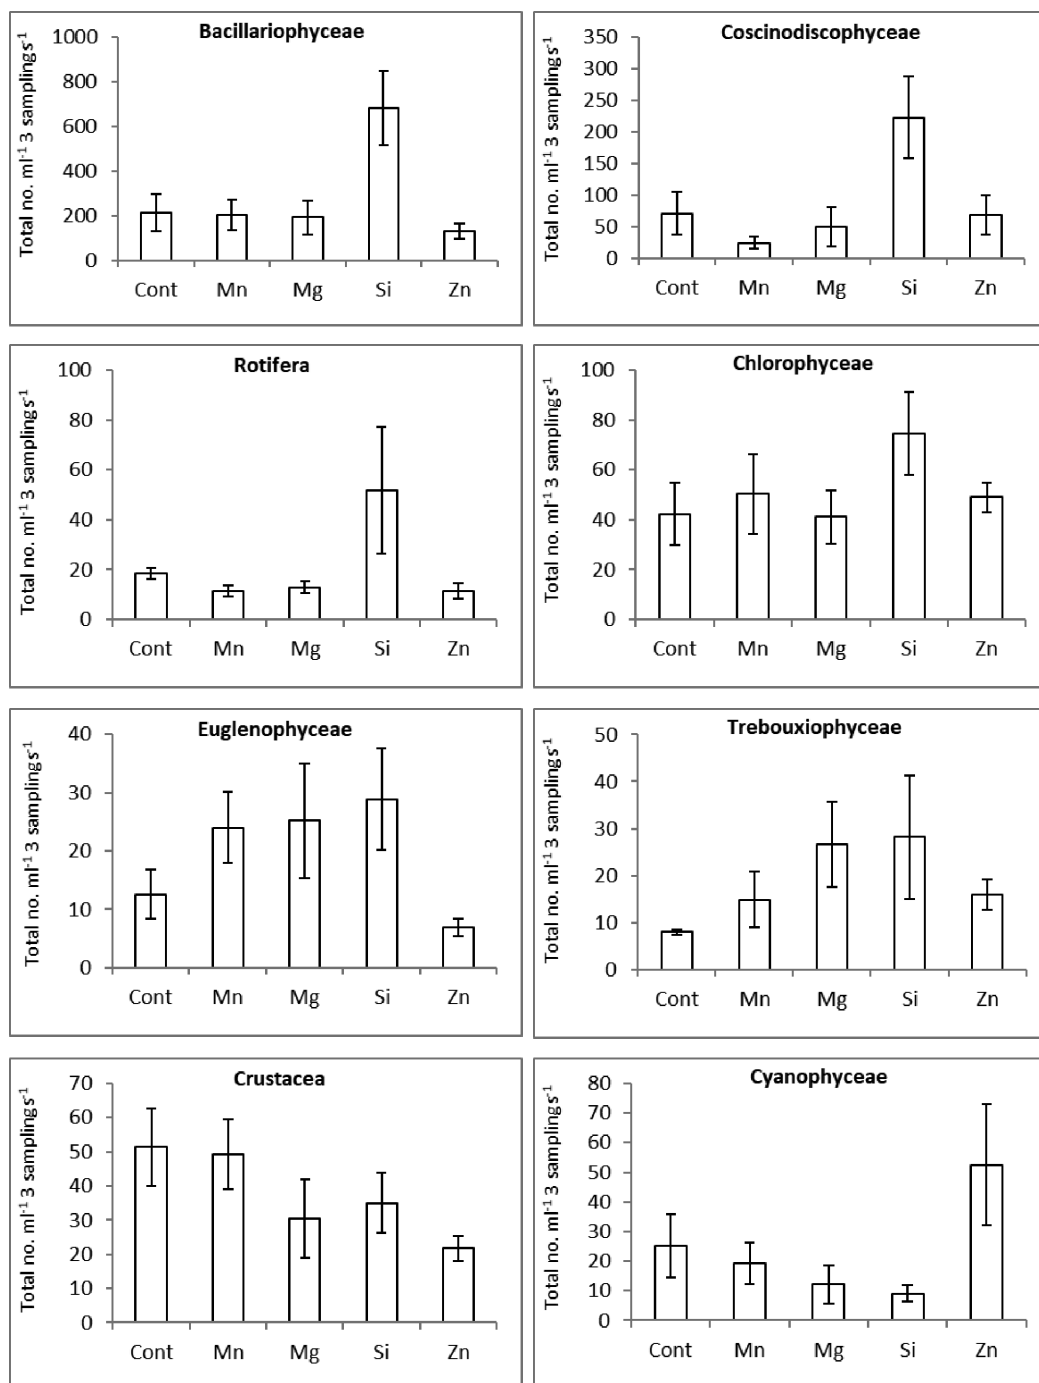 Bacillariophyceae
Total no. ml⁻¹ 3 samplings⁻¹
1000
800
600
400
200
0
Cont Mn Mg Si Zn
Coscinodiscophyceae
Total no. ml⁻¹ 3 samplings⁻¹
350
300
250
200
150
100
50
0
Cont Mn Mg Si Zn
Rotifera
Total no. ml⁻¹ 3 samplings⁻¹
100
80
60
40
20
0
Cont Mn Mg Si Zn
Chlorophyceae
Total no. ml⁻¹ 3 samplings⁻¹
100
80
60
40
20
0
Cont Mn Mg Si Zn
Euglenophyceae
Total no. ml⁻¹ 3 samplings⁻¹
40
30
20
10
0
Cont Mn Mg Si Zn
Trebouxiophyceae
Total no. ml⁻¹ 3 samplings⁻¹
50
40
30
20
10
0
Cont Mn Mg Si Zn
Crustacea
Total no. ml⁻¹ 3 samplings⁻¹
70
60
50
40
30
20
10
0
Cont Mn Mg Si Zn
Cyanophyceae
Total no. ml⁻¹ 3 samplings⁻¹
80
70
60
50
40
30
20
10
0
Cont Mn Mg Si Zn